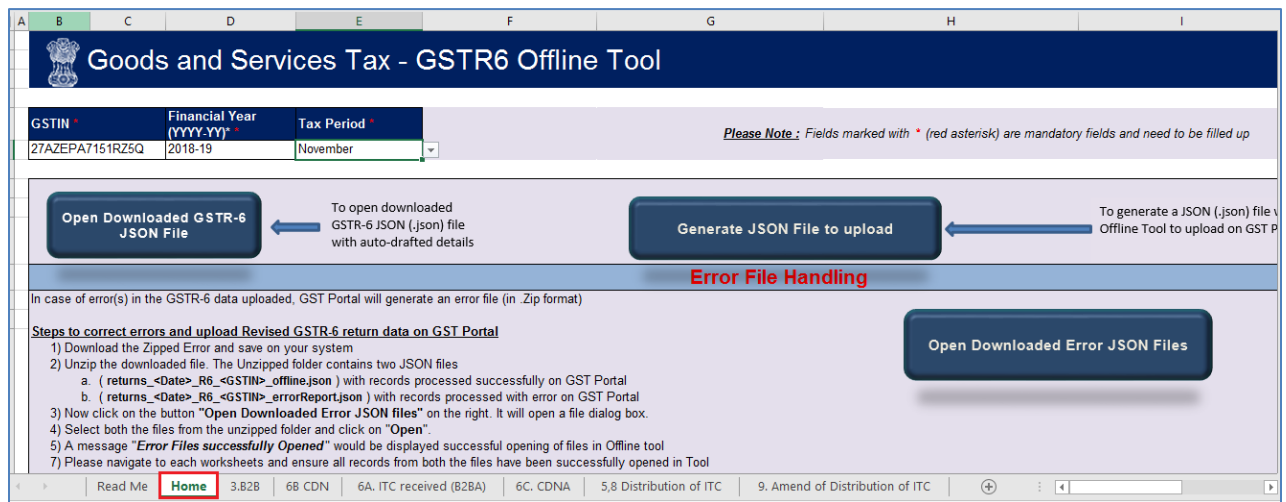 A B C D E F G H I
Goods and Services Tax - GSTR6 Offline Tool
GSTIN * Financial Year (YYYY-YY)* * Tax Period *
Please Note : Fields marked with * (red asterisk) are mandatory fields and need to be filled up
27AZEPA7151RZ5Q 2018-19 November
Open Downloaded GSTR-6
JSON File
To open downloaded
GSTR-6 JSON (.json) file
with auto-drafted details
Generate JSON File to upload
To generate a JSON (.json) file
Offline Tool to upload on GST
Error File Handling
In case of error(s) in the GSTR-6 data uploaded, GST Portal will generate an error file (in .Zip format)
Steps to correct errors and upload Revised GSTR-6 return data on GST Portal
1) Download the Zipped Error and save on your system
2) Unzip the downloaded file. The Unzipped folder contains two JSON files
a. ( returns_<Date>_R6_<GSTIN>_offline.json ) with records processed successfully on GST Portal
b. ( returns_<Date>_R6_<GSTIN>_errorReport.json ) with records processed with error on GST Portal
3) Now click on the button "Open Downloaded Error JSON files" on the right. It will open a file dialog box.
4) Select both the files from the unzipped folder and click on "Open".
5) A message "Error Files successfully Opened" would be displayed successful opening of files in Offline tool
7) Please navigate to each worksheets and ensure all records from both the files have been successfully opened in Tool
Open Downloaded Error JSON Files
Read Me Home 3.B2B 6B CDN 6A. ITC received (B2BA) 6C. CDNA 5,8 Distribution of ITC 9. Amend of Distribution of ITC